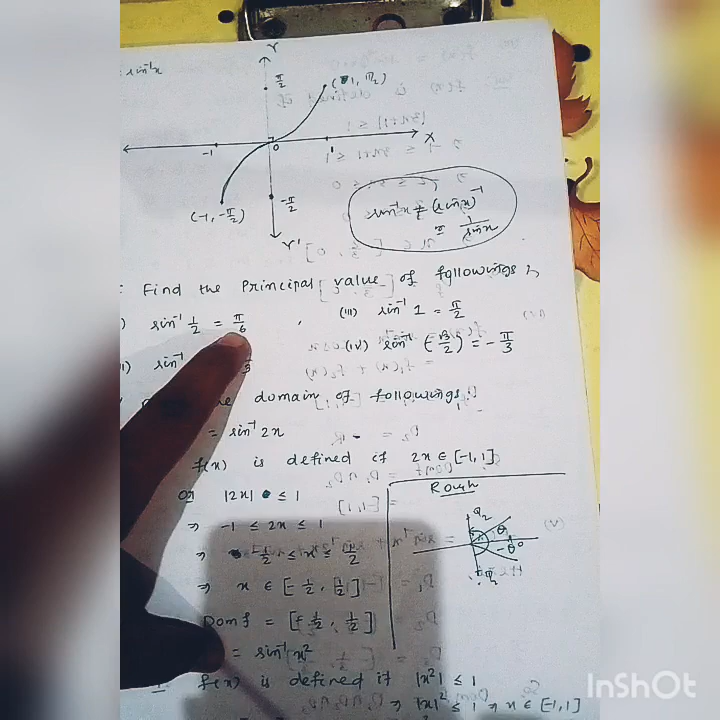 sin⁻¹x
Y
π/2
(1, π/2)
-1
0
1
X
(-1, -π/2)
-π/2
Y'
sin⁻¹x ≠ (sinx)⁻¹
= 1/sinx
Find the Principal value of followings
sin⁻¹ 1/2 = π/6 , (iii) sin⁻¹ 1 = π/2
sin⁻¹
(iv) sin⁻¹ (-√3/2) = -π/3
domain of followings
= sin⁻¹ 2x
f(x) is defined if 2x ∈ [-1,1]
or |2x| ≤ 1
⇒ -1 ≤ 2x ≤ 1
⇒ -1/2 ≤ x ≤ 1/2
⇒ x ∈ [-1/2, 1/2]
Dom f = [-1/2, 1/2]
Rough
θ
-θ
= sin⁻¹ x²
f(x) is defined if |x²| ≤ 1
⇒ |x|² ≤ 1 ⇒ x ∈ [-1,1]
InShOt